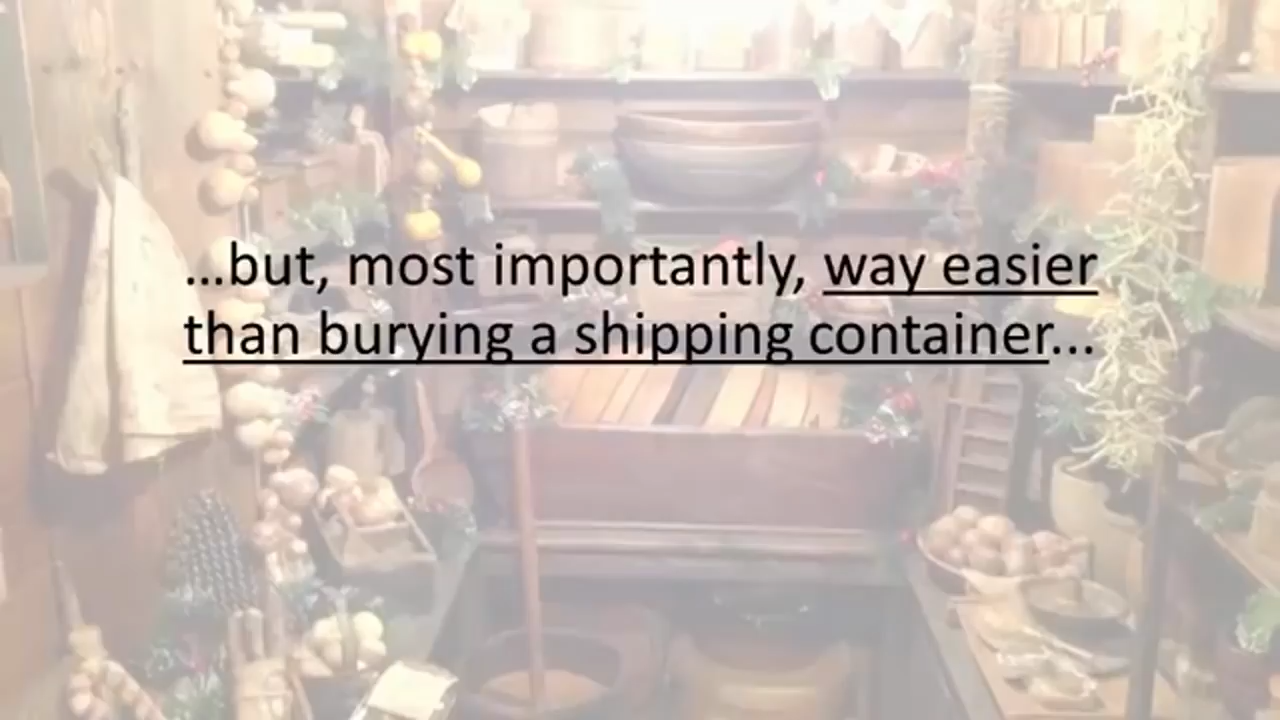 ...but, most importantly, way easier
than burying a shipping container...